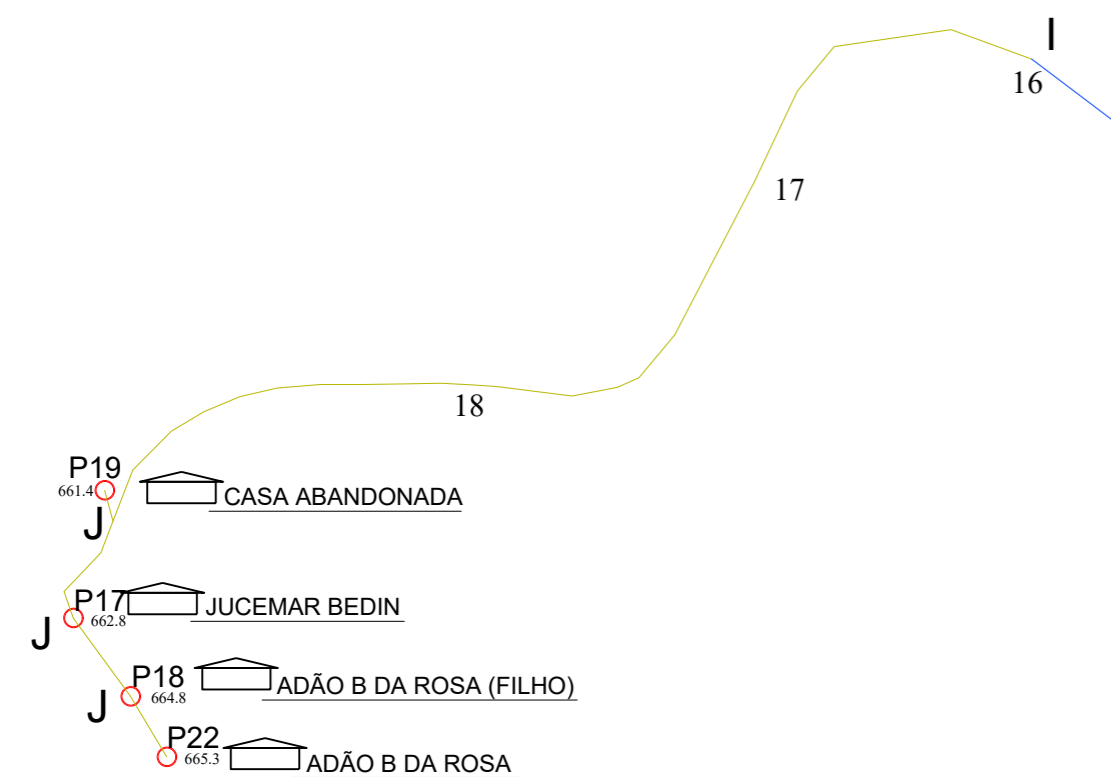 I
16
17
18
P19
661.4
CASA ABANDONADA
J
P17
662.8
JUCEMAR BEDIN
J
P18
664.8
ADÃO B DA ROSA (FILHO)
J
P22
665.3
ADÃO B DA ROSA